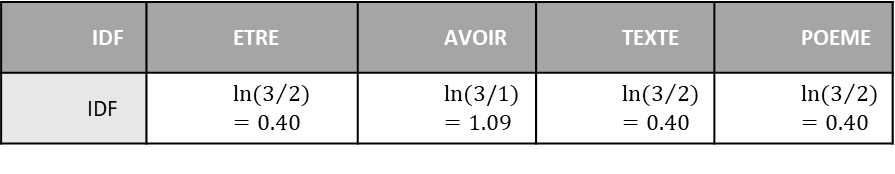 IDF ETRE AVOIR TEXTE POEME
IDF ln(3/2) ln(3/1) ln(3/2) ln(3/2)
= 0.40 = 1.09 = 0.40 = 0.40